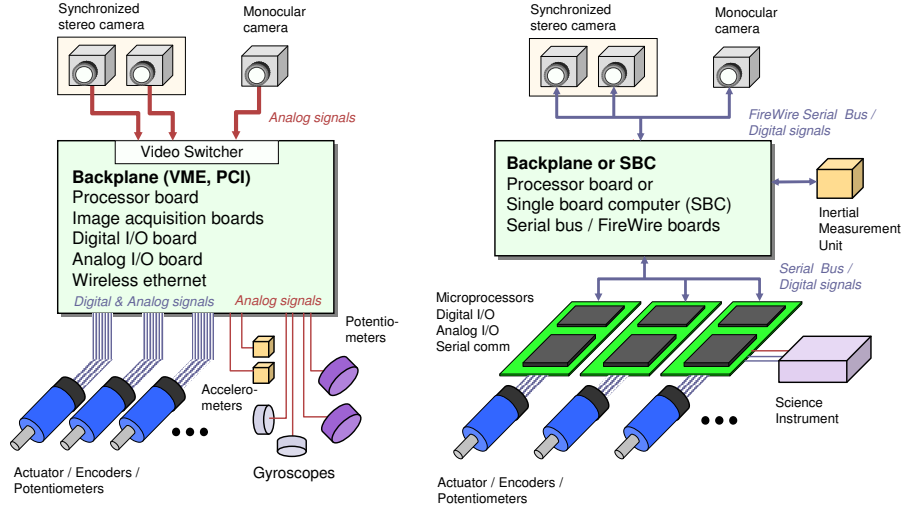 Synchronized
stereo camera
Monocular
camera
Analog signals
Video Switcher
Backplane (VME, PCI)
Processor board
Image acquisition boards
Digital I/O board
Analog I/O board
Wireless ethernet
Digital & Analog signals
Analog signals
Potentio-
meters
Accelero-
meters
Gyroscopes
Actuator / Encoders /
Potentiometers
Synchronized
stereo camera
Monocular
camera
FireWire Serial Bus /
Digital signals
Backplane or SBC
Processor board or
Single board computer (SBC)
Serial bus / FireWire boards
Inertial
Measurement
Unit
Serial Bus /
Digital signals
Microprocessors
Digital I/O
Analog I/O
Serial comm
Science
Instrument
Actuator / Encoders /
Potentiometers